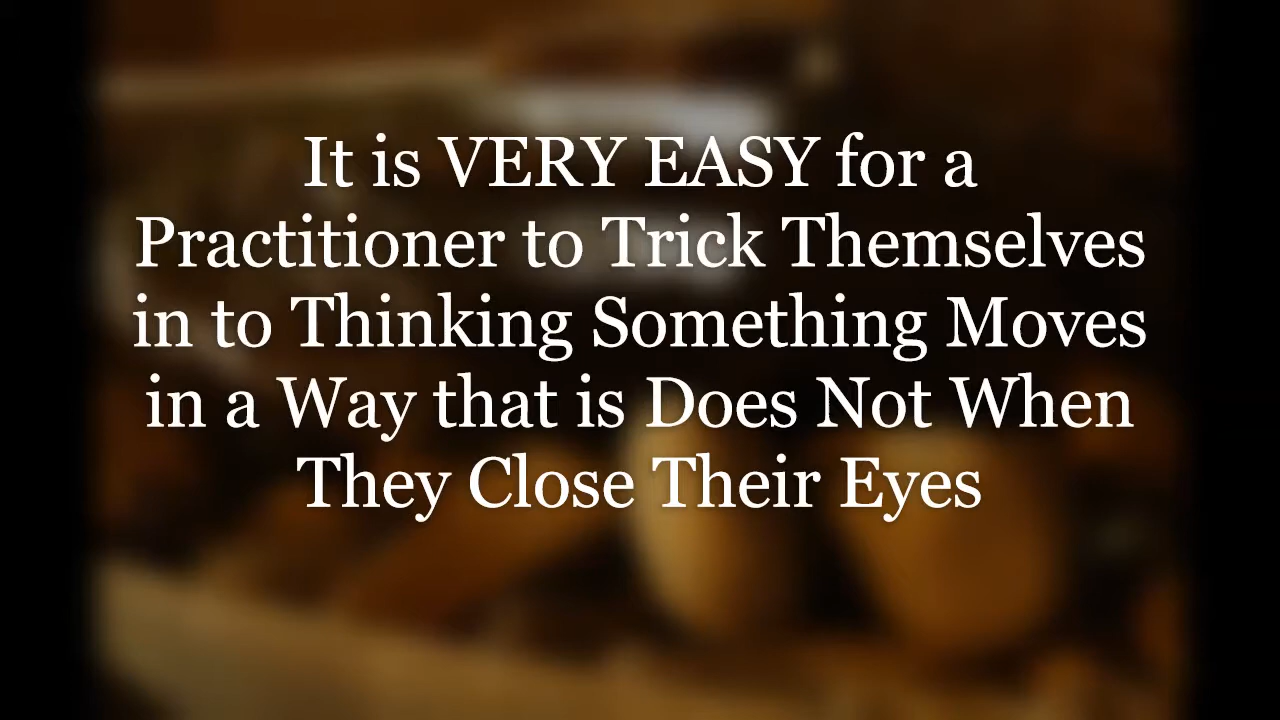 It is VERY EASY for a
Practitioner to Trick Themselves
in to Thinking Something Moves
in a Way that is Does Not When
They Close Their Eyes